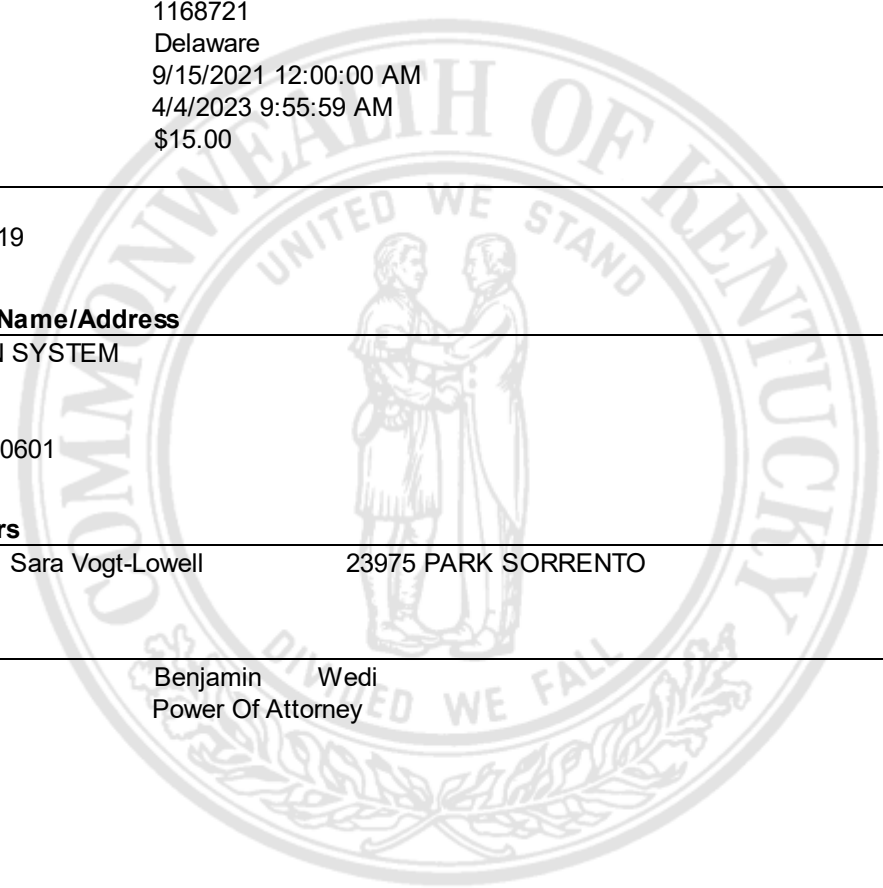 1168721
Delaware
9/15/2021 12:00:00 AM
4/4/2023 9:55:59 AM
$15.00
19
Name/Address
SYSTEM
0601
rs
Sara Vogt-Lowell 23975 PARK SORRENTO
Benjamin Wedi
Power Of Attorney
COMMONWEALTH OF KENTUCKY
UNITED WE STAND
DIVIDED WE FALL